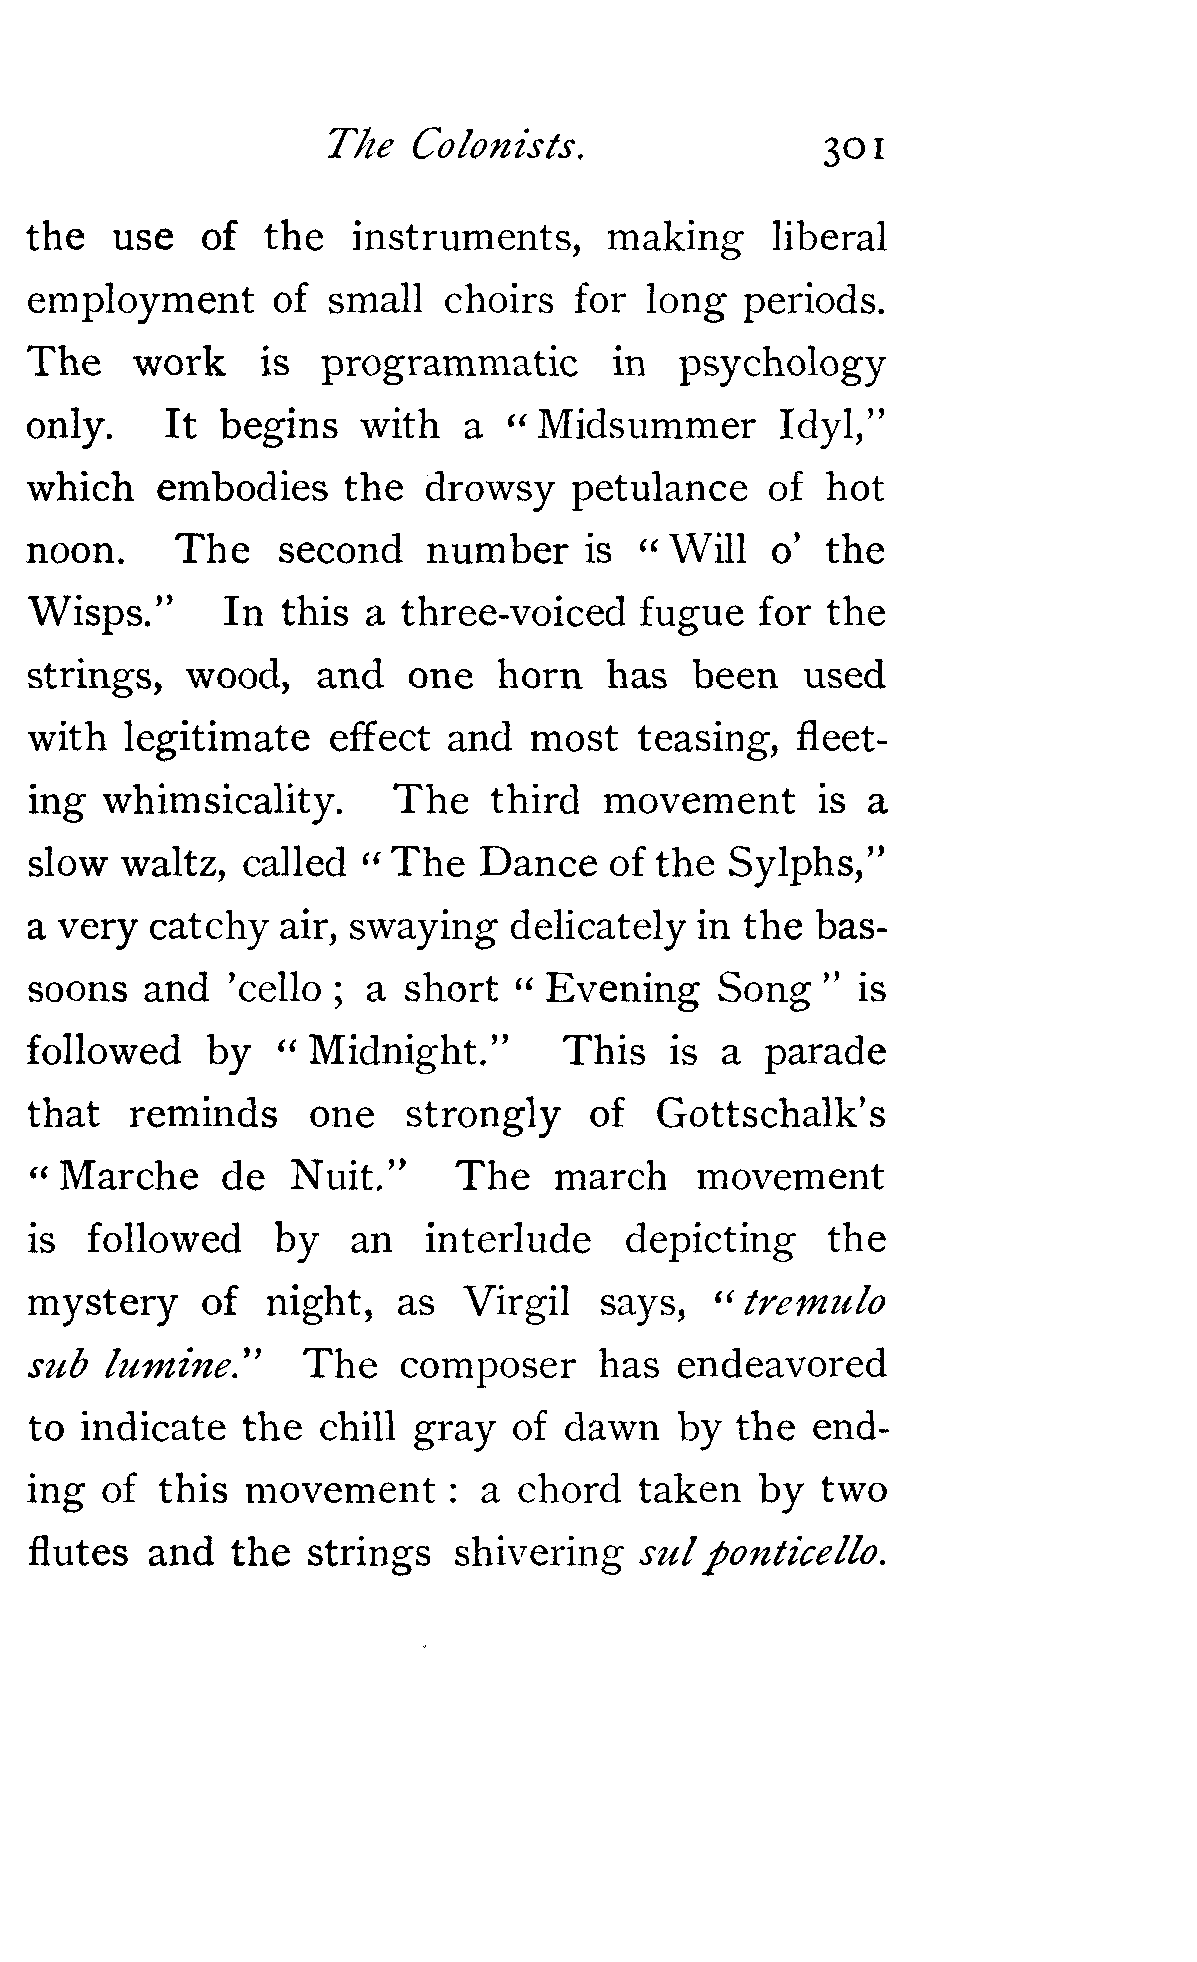 The Colonists. 301
the use of the instruments, making liberal
employment of small choirs for long periods.
The work is programmatic in psychology
only. It begins with a “Midsummer Idyl,”
which embodies the drowsy petulance of hot
noon. The second number is “Will o’ the
Wisps.” In this a three-voiced fugue for the
strings, wood, and one horn has been used
with legitimate effect and most teasing, fleet-
ing whimsicality. The third movement is a
slow waltz, called “The Dance of the Sylphs,”
a very catchy air, swaying delicately in the bas-
soons and ’cello; a short “Evening Song” is
followed by “Midnight.” This is a parade
that reminds one strongly of Gottschalk’s
“Marche de Nuit.” The march movement
is followed by an interlude depicting the
mystery of night, as Virgil says, “tremulo
sub lumine.” The composer has endeavored
to indicate the chill gray of dawn by the end-
ing of this movement: a chord taken by two
flutes and the strings shivering sul ponticello.